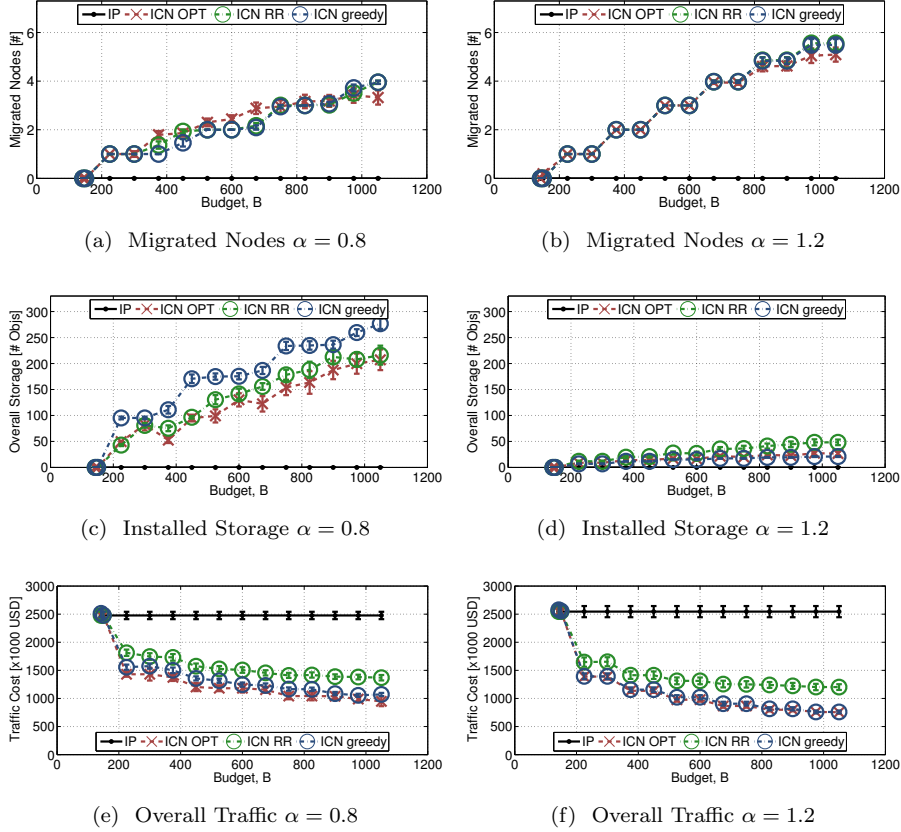 IP ICN OPT ICN RR ICN greedy
6
4
2
0
0 200 400 600 800 1000 1200
Migrated Nodes [#]
Budget, B
(a) Migrated Nodes α = 0.8
IP ICN OPT ICN RR ICN greedy
6
4
2
0
0 200 400 600 800 1000 1200
Migrated Nodes [#]
Budget, B
(b) Migrated Nodes α = 1.2
IP ICN OPT ICN RR ICN greedy
300
250
200
150
100
50
0
0 200 400 600 800 1000 1200
Overall Storage [# Objs]
Budget, B
(c) Installed Storage α = 0.8
IP ICN OPT ICN RR ICN greedy
300
250
200
150
100
50
0
0 200 400 600 800 1000 1200
Overall Storage [# Objs]
Budget, B
(d) Installed Storage α = 1.2
3000
2500
2000
1500
1000
500
0
IP ICN OPT ICN RR ICN greedy
0 200 400 600 800 1000 1200
Traffic Cost [x1000 USD]
Budget, B
(e) Overall Traffic α = 0.8
3000
2500
2000
1500
1000
500
0
IP ICN OPT ICN RR ICN greedy
0 200 400 600 800 1000 1200
Traffic Cost [x1000 USD]
Budget, B
(f) Overall Traffic α = 1.2